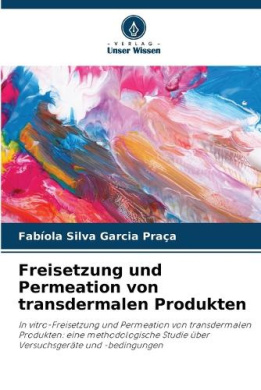 VERLAG
Unser Wissen
Fabíola Silva Garcia Praça
Freisetzung und
Permeation von
transdermalen Produkten
In vitro-Freisetzung und Permeation von transdermalen
Produkten: eine methodologische Studie über
Versuchsgeräte und -bedingungen